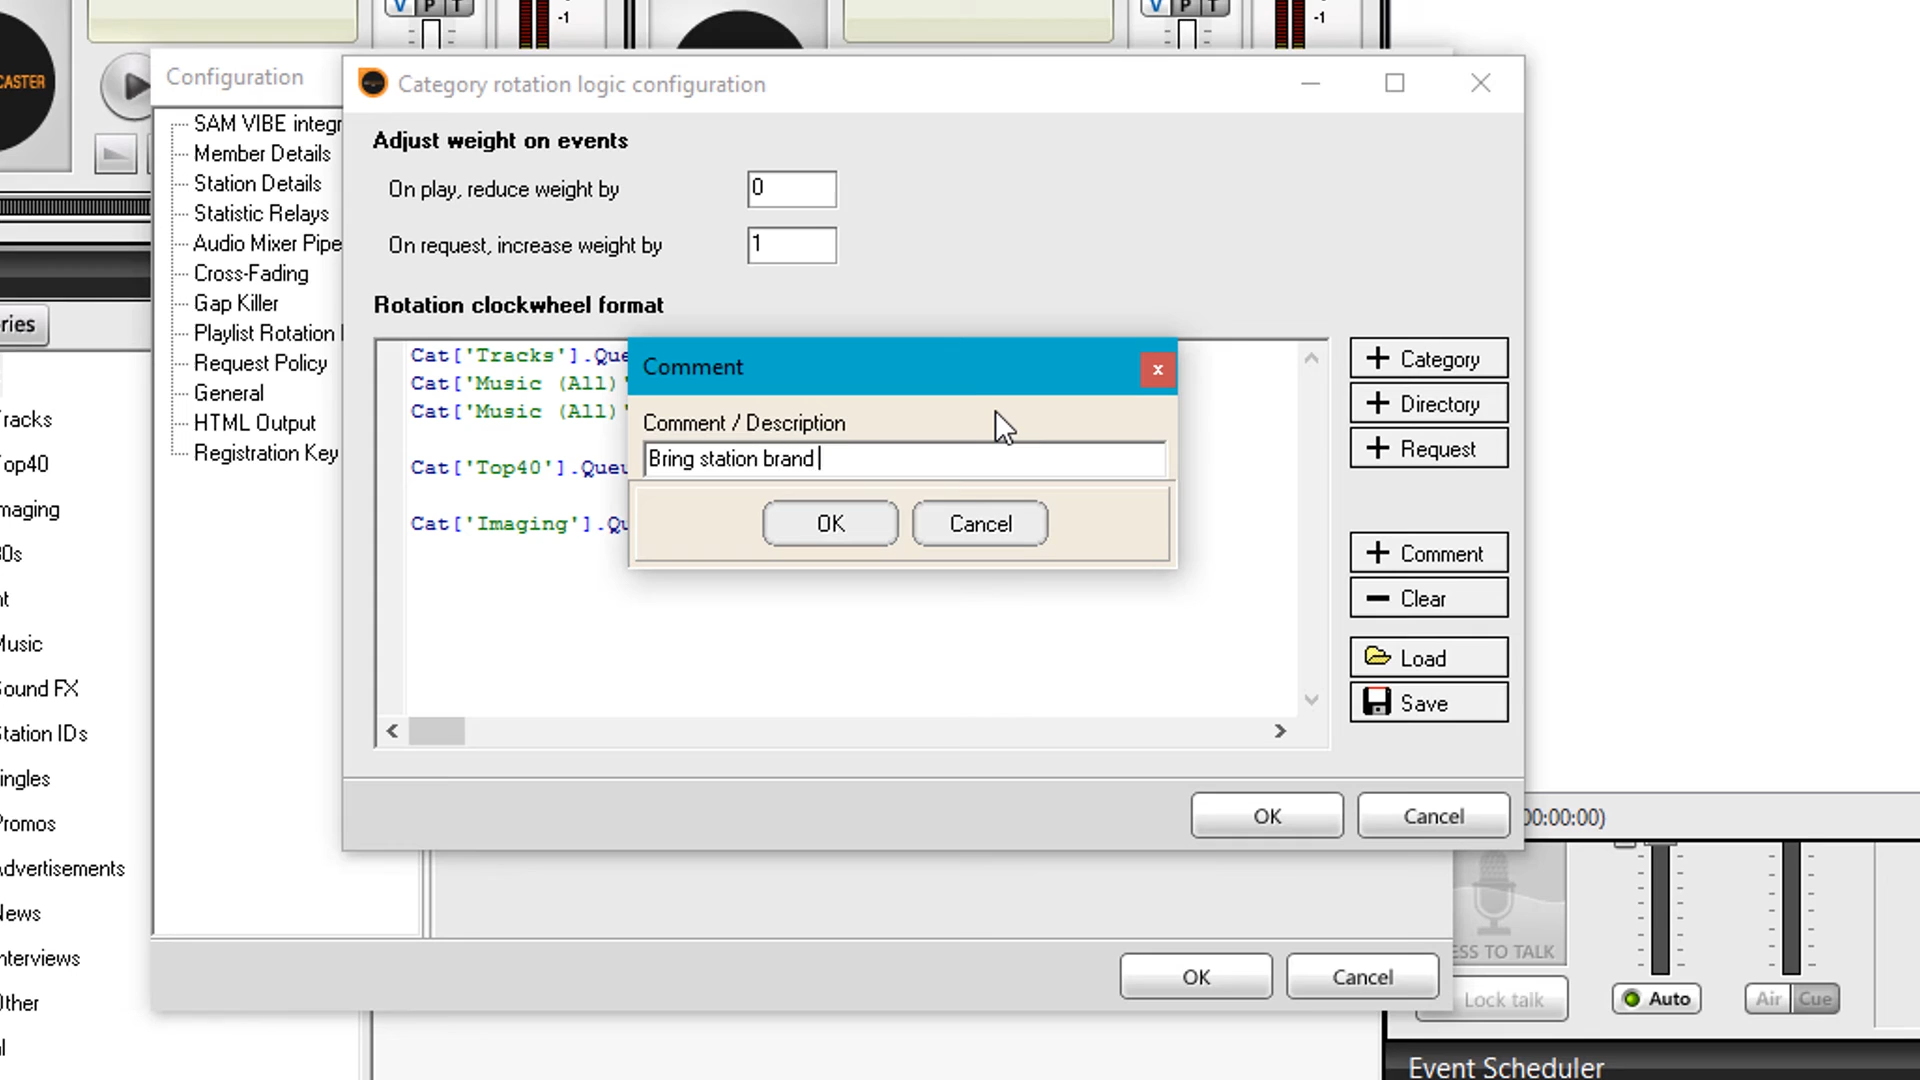 V P T
-1
V P T
-1
CASTER
Configuration
Category rotation logic configuration
SAM VIBE integr
Member Details
Station Details
Statistic Relays
Audio Mixer Pipe
Cross-Fading
Gap Killer
Playlist Rotation
Request Policy
General
HTML Output
Registration Key
Adjust weight on events
On play, reduce weight by 0
On request, increase weight by 1
Rotation clockwheel format
Cat['Tracks'].Que
Cat['Music (All)'
Cat['Music (All)'
Cat['Top40'].Queu
Cat['Imaging'].Qu
Comment
x
Comment / Description
Bring station brand
OK Cancel
+ Category
+ Directory
+ Request
+ Comment
− Clear
Load
Save
OK Cancel
OK Cancel
ries
racks
op40
maging
0s
nt
Music
ound FX
tation IDs
ingles
Promos
dvertisements
News
nterviews
Other
l
00:00:00)
ESS TO TALK
Lock talk
Auto
Air Cue
Event Scheduler